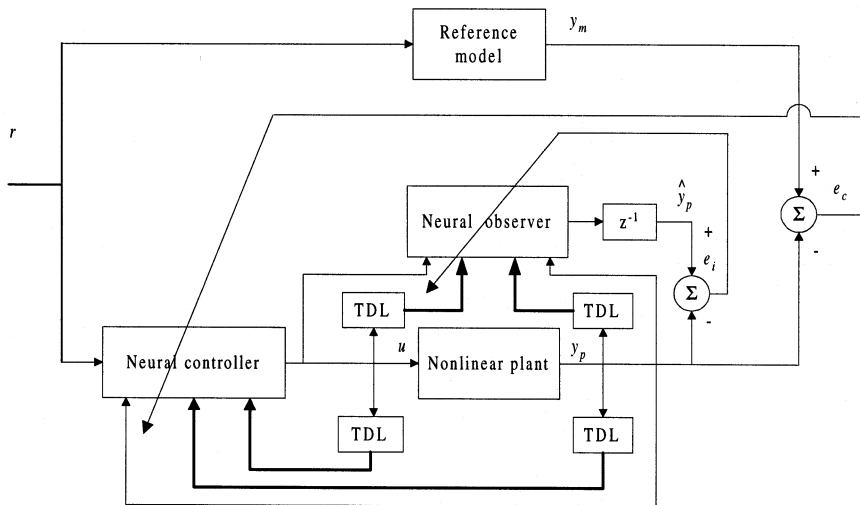 Reference
model
y_m
r
+
e_c
Σ
-
Neural observer
z⁻¹
ŷ_p
+
e_i
Σ
-
TDL
TDL
Neural controller
u
Nonlinear plant
y_p
TDL
TDL